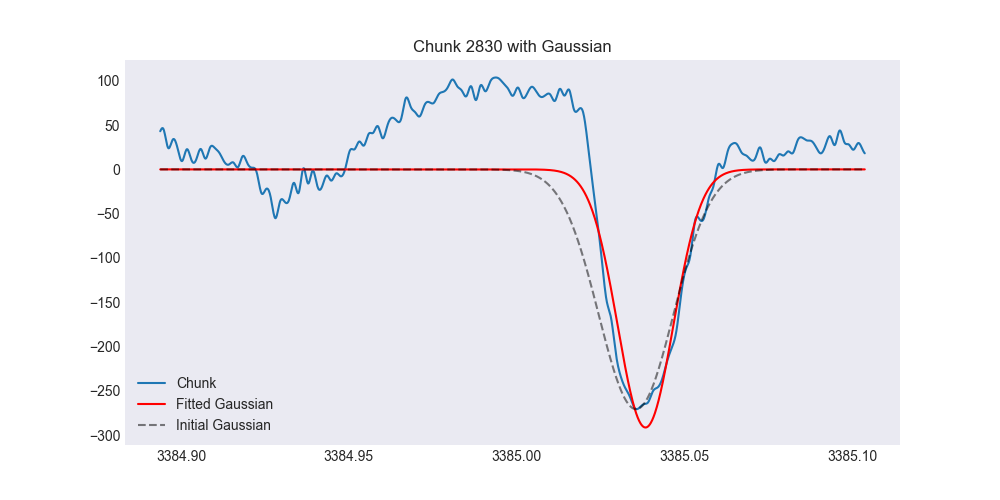 Chunk 2830 with Gaussian
100
50
0
−50
−100
−150
−200
−250
−300
Chunk
Fitted Gaussian
Initial Gaussian
3384.90 3384.95 3385.00 3385.05 3385.10